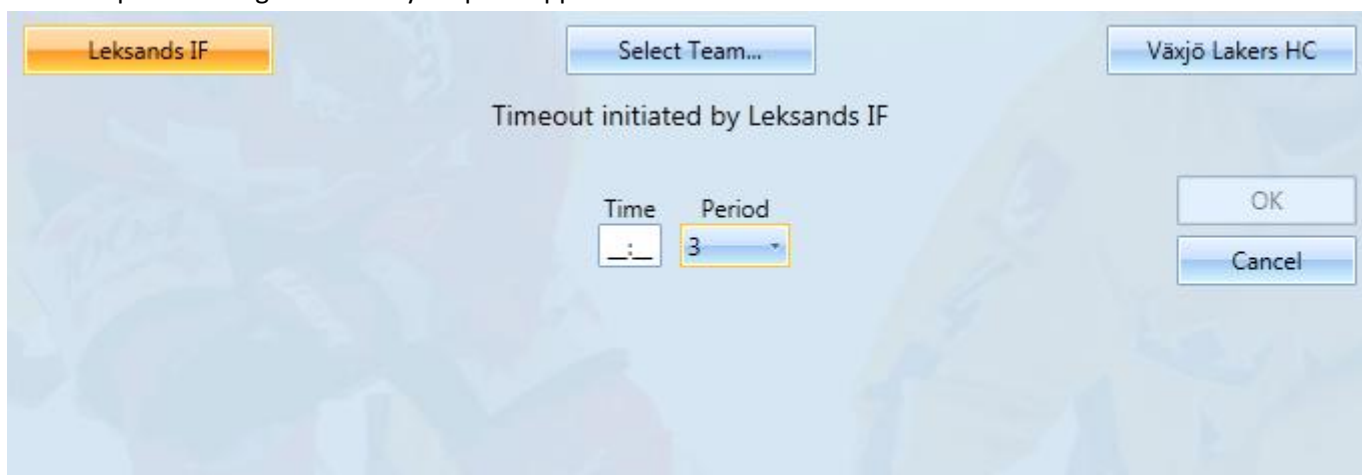 Leksands IF
Select Team...
Växjö Lakers HC
Timeout initiated by Leksands IF
Time Period
__:__ 3
OK
Cancel